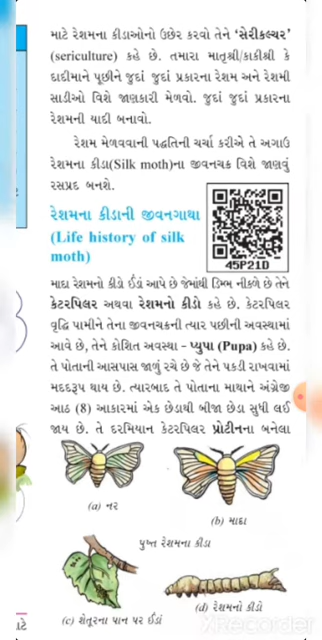 માટે રેશમના કીડાઓનો ઉછેર કરવો તેને ‘સેરીકલ્ચર’
(sericulture) કહે છે. તમારા માતૃશ્રી/કાકીશ્રી કે
દાદીમાને પૂછીને જુદાં જુદાં પ્રકારના રેશમ અને રેશમી
સાડીઓ વિશે જાણકારી મેળવો. જુદાં જુદાં પ્રકારના
રેશમની યાદી બનાવો.
રેશમ મેળવવાની પદ્ધતિની ચર્ચા કરીએ તે અગાઉ
રેશમના કીડા(Silk moth)ના જીવનચક્ર વિશે જાણવું
રસપ્રદ બનશે.
રેશમના કીડાની જીવનગાથા
(Life history of silk
moth)
45P21D
માદા રેશમનો કીડો ઈંડાં આપે છે જેમાંથી ડિમ્ભ નીકળે છે તેને
કેટરપિલર અથવા રેશમનો કીડો કહે છે. કેટરપિલર
વૃદ્ધિ પામીને તેના જીવનચક્રની ત્યાર પછીની અવસ્થામાં
આવે છે, તેને કોશિત અવસ્થા – પ્યુપા (Pupa) કહે છે.
તે પોતાની આસપાસ જાળું રચે છે જે તેને પકડી રાખવામાં
મદદરૂપ થાય છે. ત્યારબાદ તે પોતાના માથાને અંગ્રેજી
આઠ (8) આકારમાં એક છેડાથી બીજા છેડા સુધી લઈ
જાય છે. તે દરમિયાન કેટરપિલર પ્રોટીનના બનેલા
(a) નર
(b) માદા
પુખ્ત રેશમના કીડા
(c) શેતૂરના પાન પર ઈંડાં
(d) રેશમનો કીડો
XRecorder